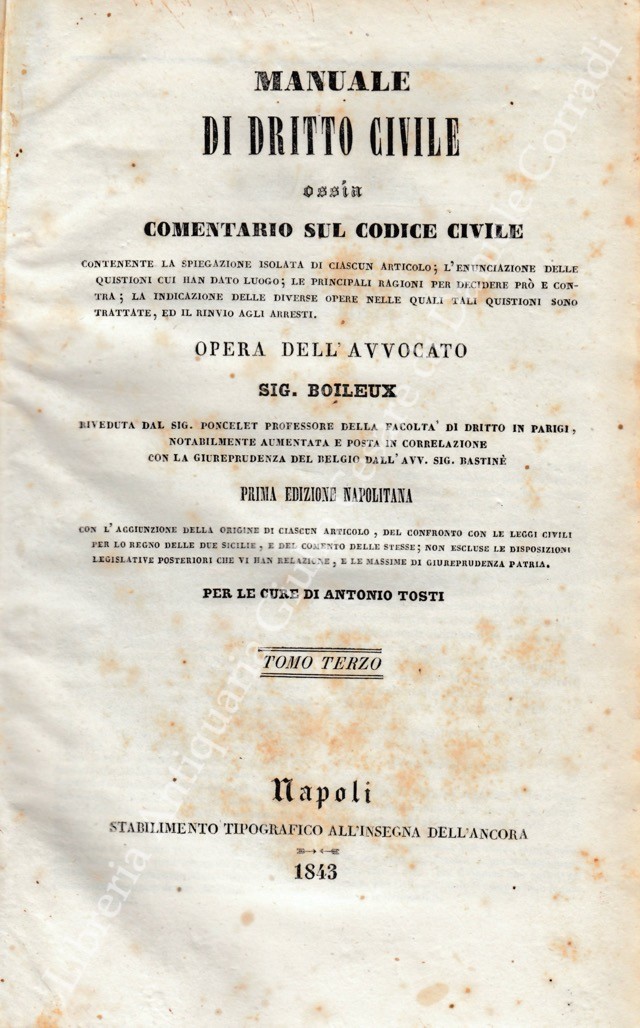 MANUALE
DI DRITTO CIVILE
ossia
COMENTARIO SUL CODICE CIVILE
CONTENENTE LA SPIEGAZIONE ISOLATA DI CIASCUN ARTICOLO; L'ENUNCIAZIONE DELLE
QUISTIONI CUI HAN DATO LUOGO; LE PRINCIPALI RAGIONI PER DECIDERE PRÒ E CON-
TRA; LA INDICAZIONE DELLE DIVERSE OPERE NELLE QUALI TALI QUISTIONI SONO
TRATTATE, ED IL RINVIO AGLI ARRESTI.
OPERA DELL'AVVOCATO
SIG. BOILEUX
RIVEDUTA DAL SIG. PONCELET PROFESSORE DELLA FACOLTA' DI DRITTO IN PARIGI,
NOTABILMENTE AUMENTATA E POSTA IN CORRELAZIONE
CON LA GIUREPRUDENZA DEL BELGIO DALL'AVV. SIG. BASTINÈ
PRIMA EDIZIONE NAPOLITANA
CON L'AGGIUNZIONE DELLA ORIGINE DI CIASCUN ARTICOLO, DEL CONFRONTO CON LE LEGGI CIVILI
PER LO REGNO DELLE DUE SICILIE, E DEL COMENTO DELLE STESSE; NON ESCLUSE LE DISPOSIZIONI
LEGISLATIVE POSTERIORI CHE VI HAN RELAZIONE, E LE MASSIME DI GIUREPRUDENZA PATRIA.
PER LE CURE DI ANTONIO TOSTI
TOMO TERZO
Napoli
STABILIMENTO TIPOGRAFICO ALL'INSEGNA DELL'ANCORA
1843
Libreria Antiquaria
Corradi